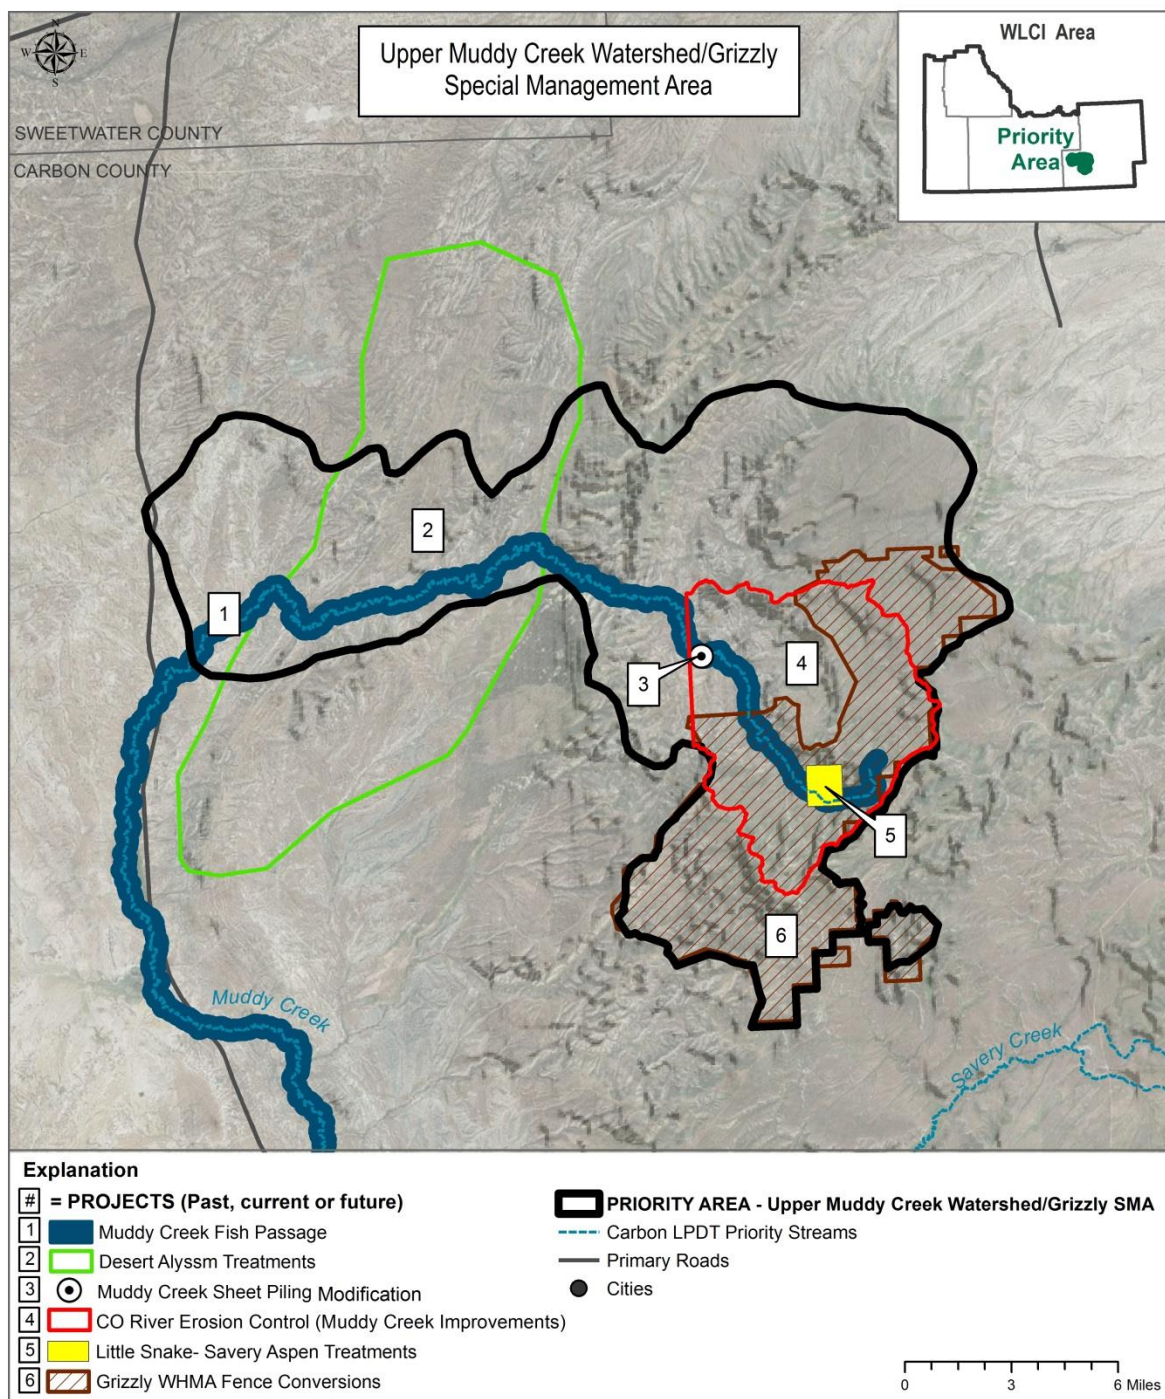 N
W E
S
Upper Muddy Creek Watershed/Grizzly
Special Management Area
WLCI Area
Priority
Area
SWEETWATER COUNTY
CARBON COUNTY
2
1
4
3
5
6
Muddy Creek
Savery Creek
Explanation
# = PROJECTS (Past, current or future)
1 Muddy Creek Fish Passage
2 Desert Alyssm Treatments
3 Muddy Creek Sheet Piling Modification
4 CO River Erosion Control (Muddy Creek Improvements)
5 Little Snake- Savery Aspen Treatments
6 Grizzly WHMA Fence Conversions
PRIORITY AREA - Upper Muddy Creek Watershed/Grizzly SMA
Carbon LPDT Priority Streams
Primary Roads
Cities
0 3 6 Miles